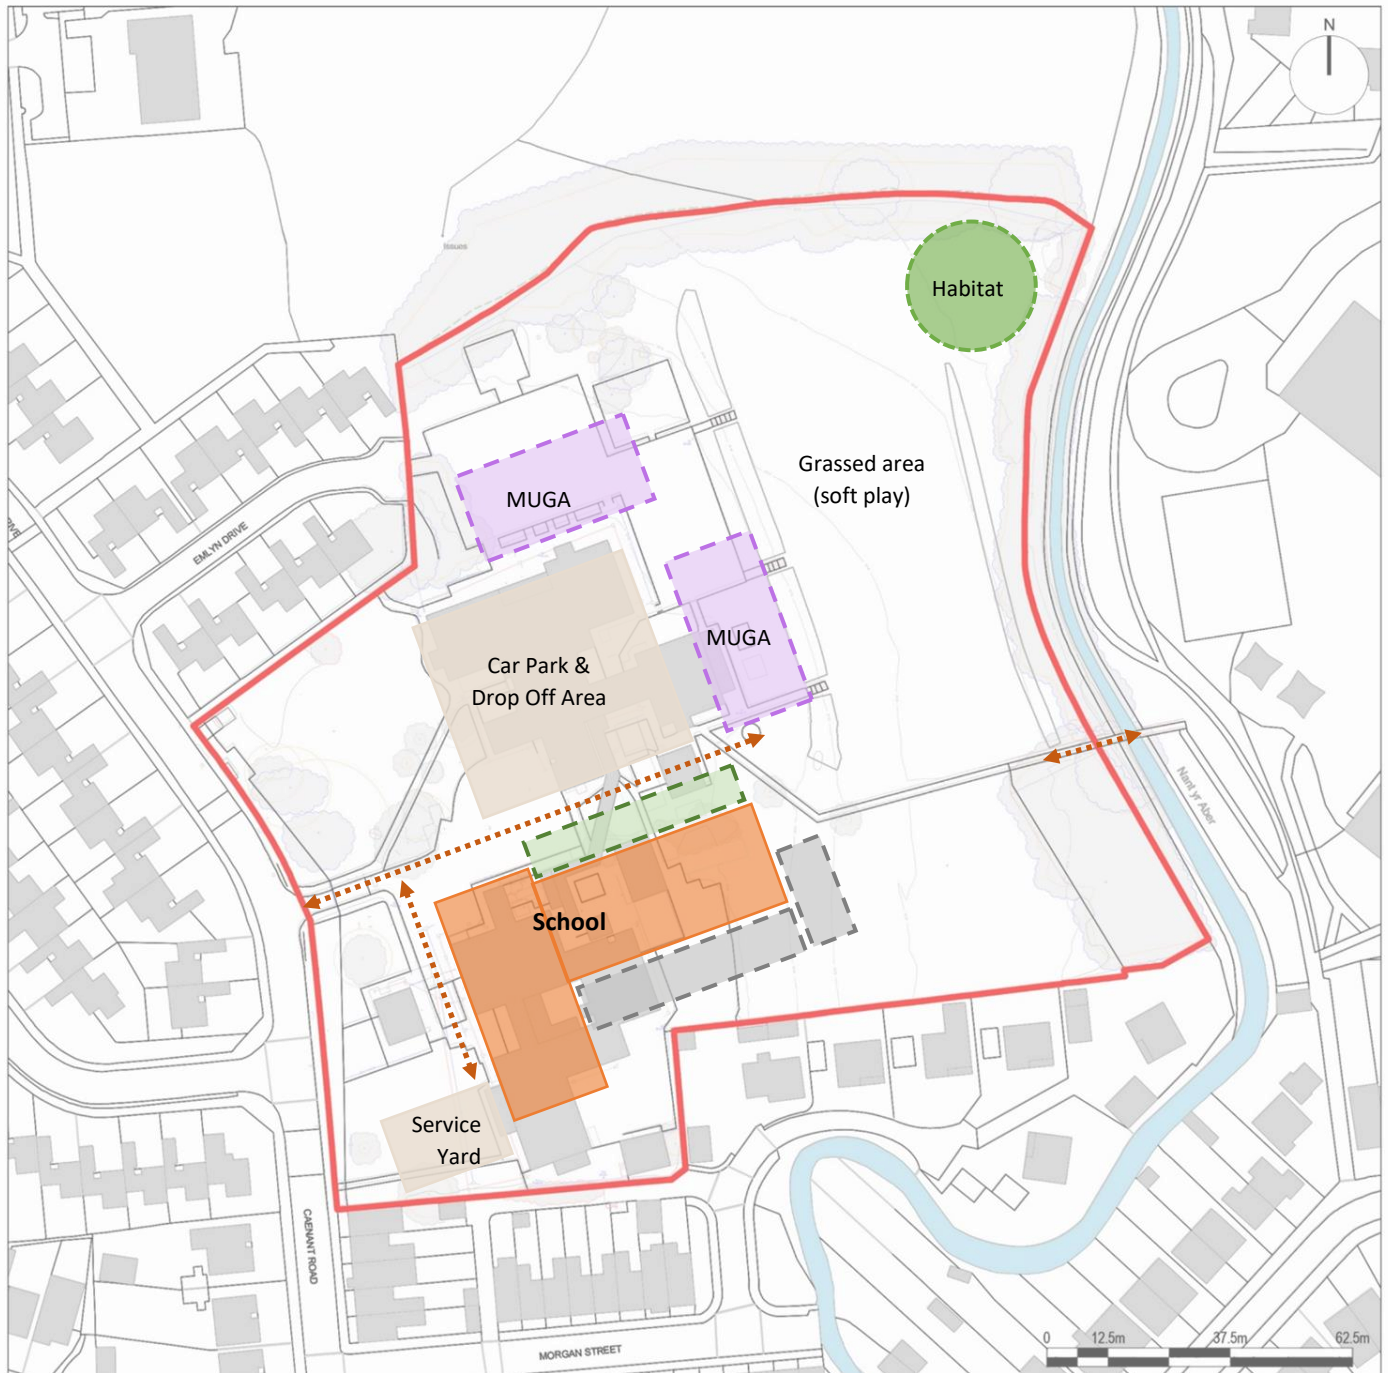 N
Issues
Habitat
Grassed area
(soft play)
MUGA
EMLYN DRIVE
MUGA
Car Park &
Drop Off Area
Nant yr Aber
School
Service
Yard
CAENANT ROAD
MORGAN STREET
0 12.5m 37.5m 62.5m